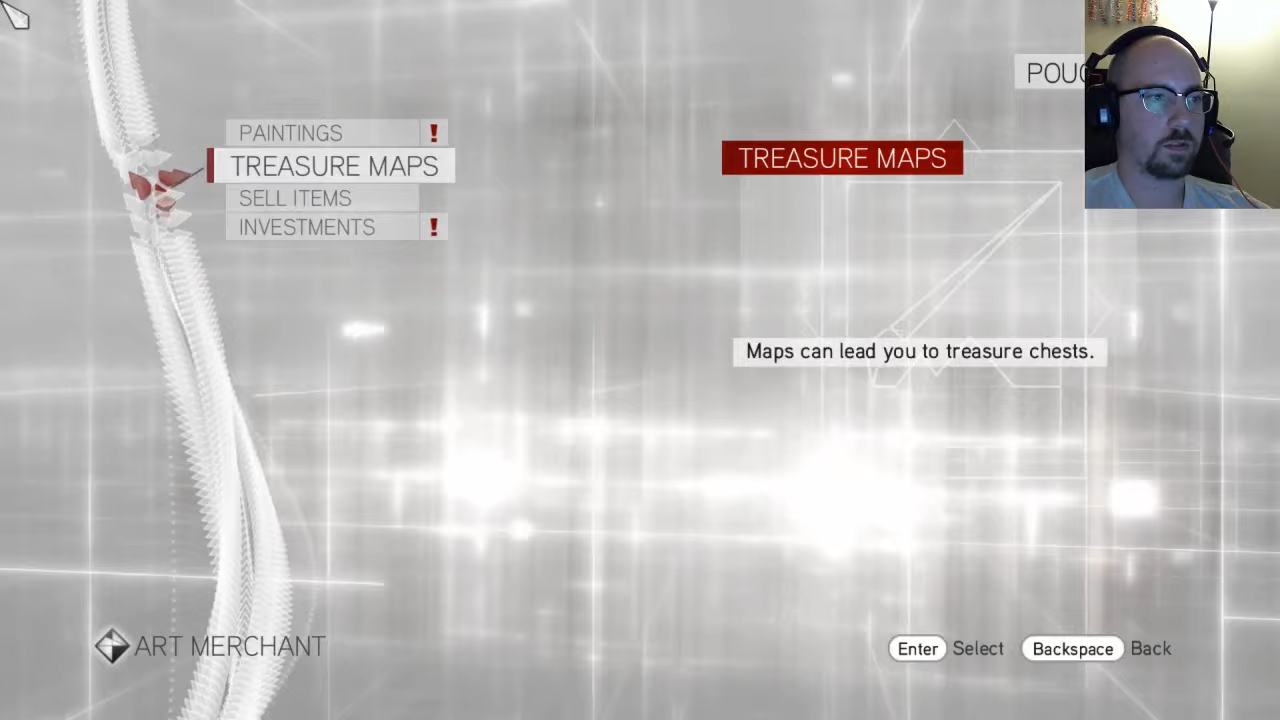 POUC
PAINTINGS !
TREASURE MAPS
SELL ITEMS
INVESTMENTS !
TREASURE MAPS
Maps can lead you to treasure chests.
ART MERCHANT
Enter Select Backspace Back